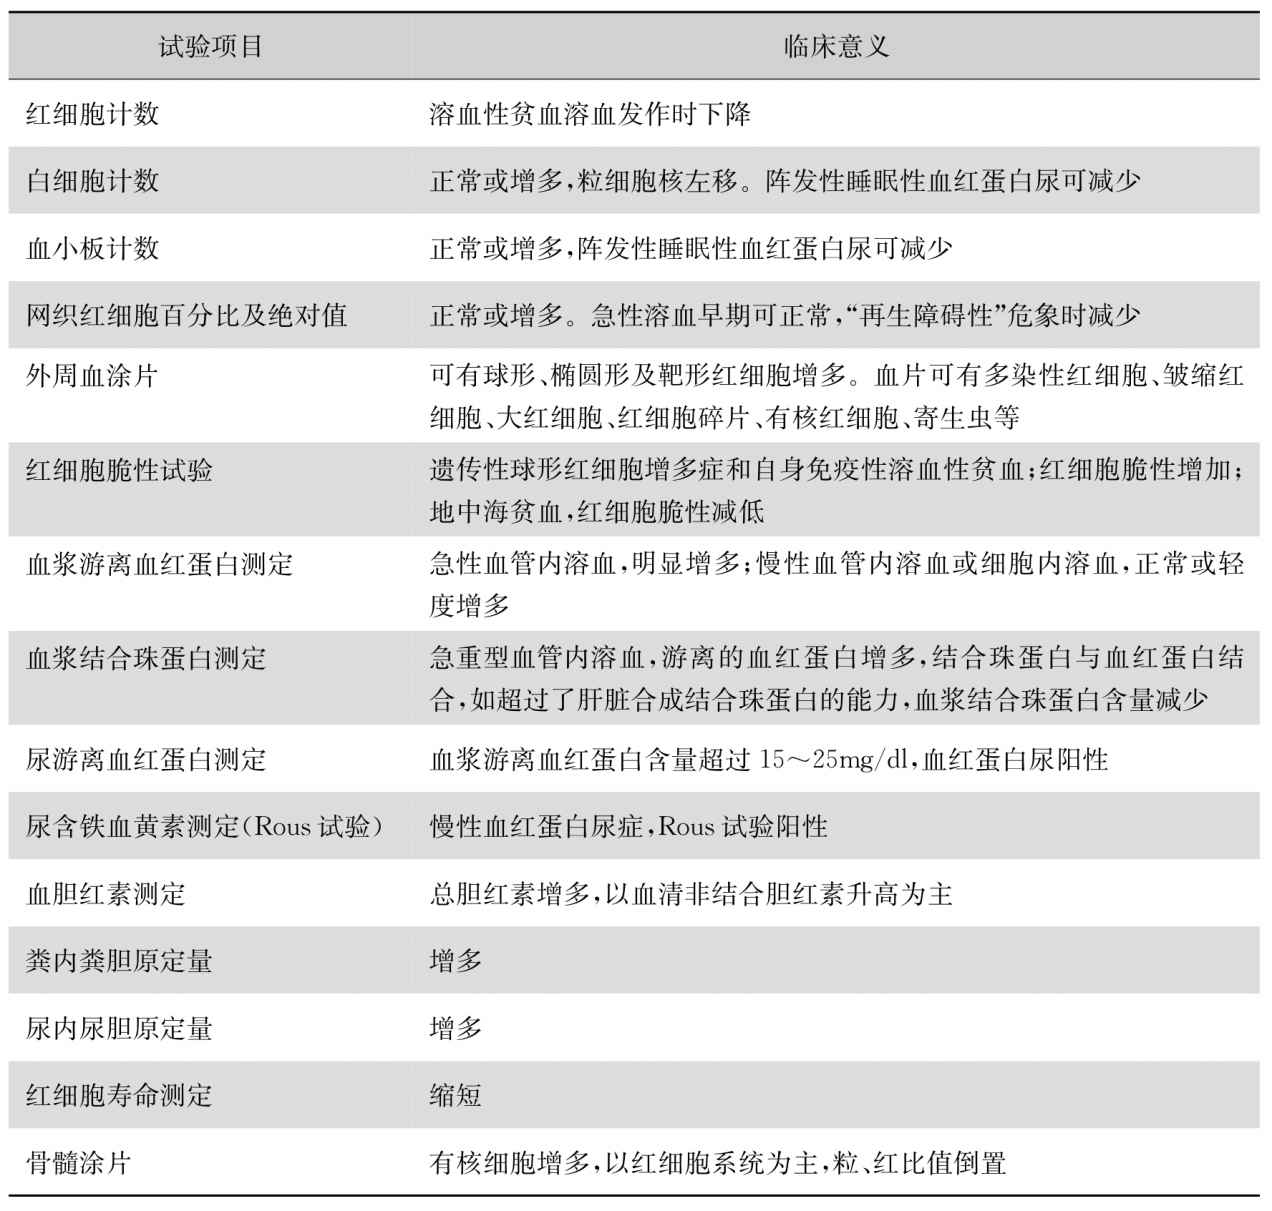 试验项目 临床意义
红细胞计数 溶血性贫血溶血发作时下降
白细胞计数 正常或增多,粒细胞核左移。阵发性睡眠性血红蛋白尿可减少
血小板计数 正常或增多,阵发性睡眠性血红蛋白尿可减少
网织红细胞百分比及绝对值 正常或增多。急性溶血早期可正常,“再生障碍性”危象时减少
外周血涂片 可有球形、椭圆形及靶形红细胞增多。血片可有多染性红细胞、皱缩红
细胞、大红细胞、红细胞碎片、有核红细胞、寄生虫等
红细胞脆性试验 遗传性球形红细胞增多症和自身免疫性溶血性贫血;红细胞脆性增加;
地中海贫血,红细胞脆性减低
血浆游离血红蛋白测定 急性血管内溶血,明显增多;慢性血管内溶血或细胞内溶血,正常或轻
度增多
血浆结合珠蛋白测定 急重型血管内溶血,游离的血红蛋白增多,结合珠蛋白与血红蛋白结
合,如超过了肝脏合成结合珠蛋白的能力,血浆结合珠蛋白含量减少
尿游离血红蛋白测定 血浆游离血红蛋白含量超过 15～25mg/dl,血红蛋白尿阳性
尿含铁血黄素测定(Rous 试验) 慢性血红蛋白尿症,Rous 试验阳性
血胆红素测定 总胆红素增多,以血清非结合胆红素升高为主
粪内粪胆原定量 增多
尿内尿胆原定量 增多
红细胞寿命测定 缩短
骨髓涂片 有核细胞增多,以红细胞系统为主,粒、红比值倒置